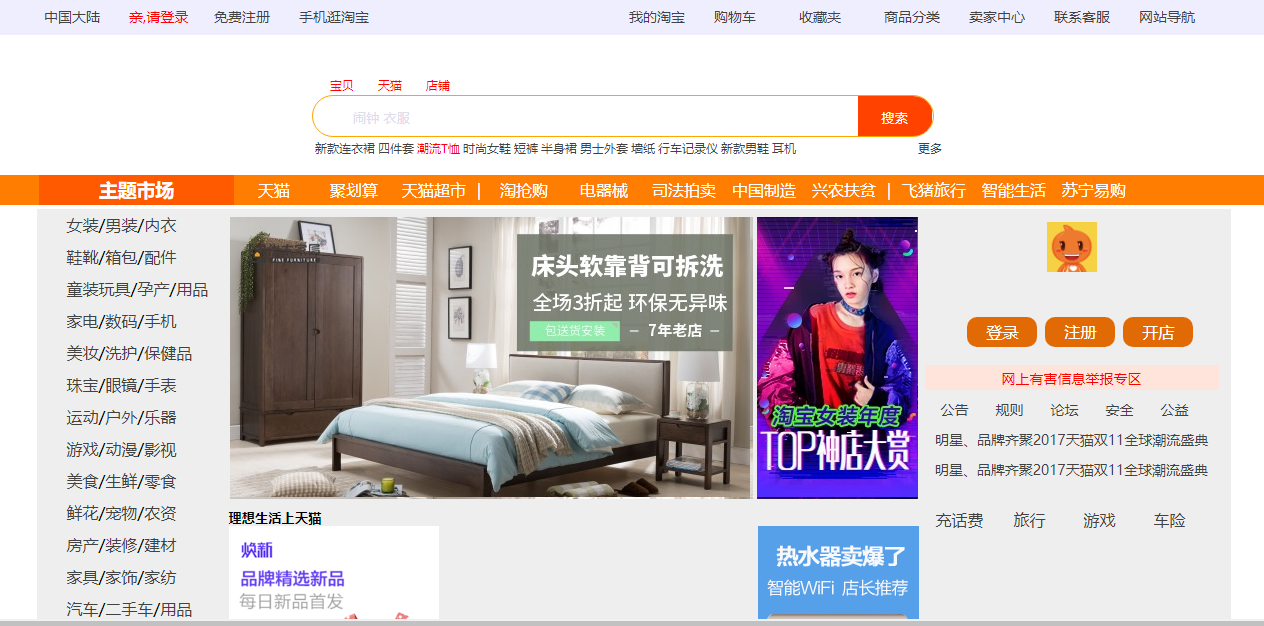 中国大陆 亲,请登录 免费注册 手机逛淘宝 我的淘宝 购物车 收藏夹 商品分类 卖家中心 联系客服 网站导航
宝贝 天猫 店铺
闹钟 衣服 搜索
新款连衣裙 四件套 潮流T恤 时尚女鞋 短裤 半身裙 男士外套 墙纸 行车记录仪 新款男鞋 耳机 更多
主题市场 天猫 聚划算 天猫超市 | 淘抢购 电器械 司法拍卖 中国制造 兴农扶贫 | 飞猪旅行 智能生活 苏宁易购
女装/男装/内衣
鞋靴/箱包/配件
童装玩具/孕产/用品
家电/数码/手机
美妆/洗护/保健品
珠宝/眼镜/手表
运动/户外/乐器
游戏/动漫/影视
美食/生鲜/零食
鲜花/宠物/农资
房产/装修/建材
家具/家饰/家纺
汽车/二手车/用品
FINE FURNITURE
床头软靠背可拆洗
全场3折起 环保无异味
包送货安装 – 7年老店 –
淘宝女装年度
TOP神店大赏
登录 注册 开店
网上有害信息举报专区
公告 规则 论坛 安全 公益
明星、品牌齐聚2017天猫双11全球潮流盛典
明星、品牌齐聚2017天猫双11全球潮流盛典
充话费 旅行 游戏 车险
理想生活上天猫
焕新
品牌精选新品
每日新品首发
热水器卖爆了
智能WiFi 店长推荐